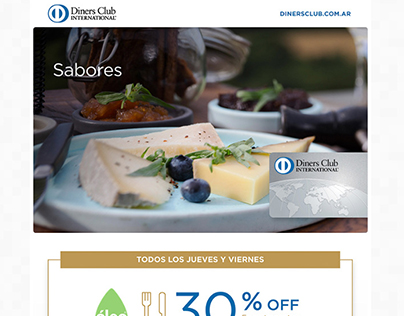 Diners Club
INTERNATIONAL®
DINERSCLUB.COM.AR
Sabores
Diners Club
INTERNATIONAL®
TODOS LOS JUEVES Y VIERNES
30% OFF